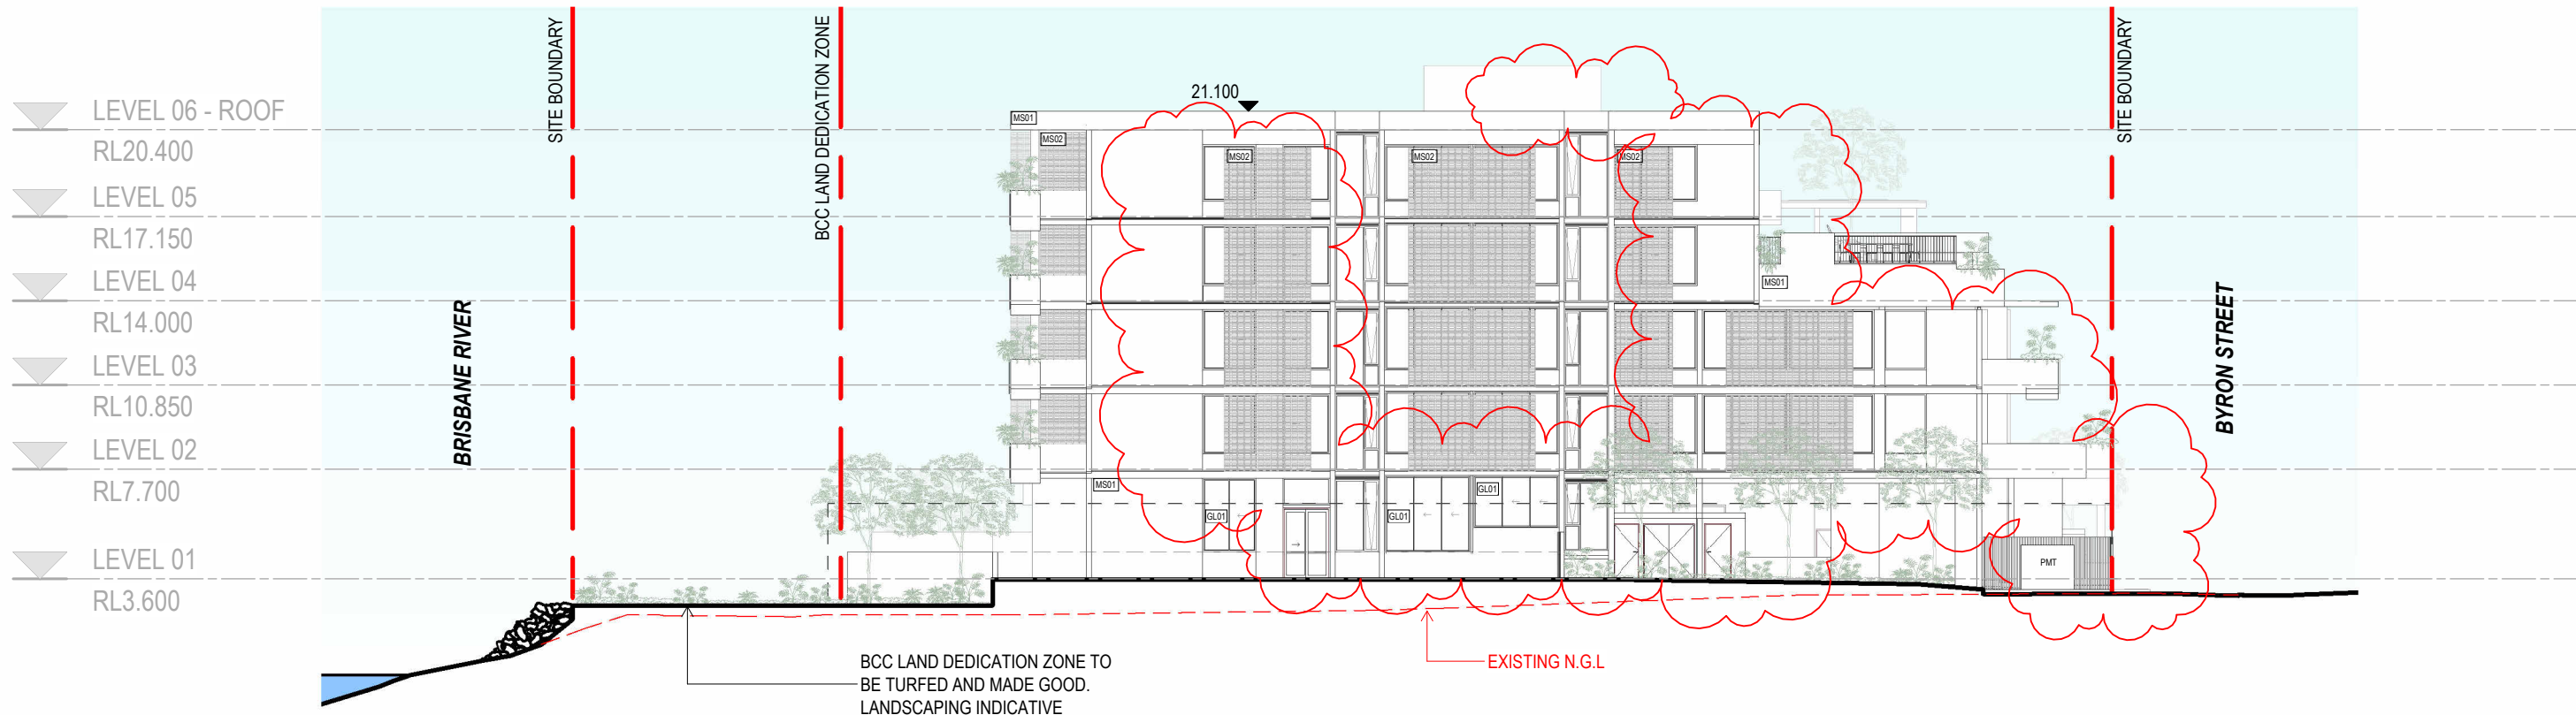 LEVEL 06 - ROOF
RL20.400
LEVEL 05
RL17.150
LEVEL 04
RL14.000
LEVEL 03
RL10.850
LEVEL 02
RL7.700
LEVEL 01
RL3.600
BRISBANE RIVER
SITE BOUNDARY
BCC LAND DEDICATION ZONE
21.100
MS01
MS02
MS02
MS02
MS02
MS01
MS01
GL01
GL01
GL01
PMT
SITE BOUNDARY
BYRON STREET
BCC LAND DEDICATION ZONE TO
BE TURFED AND MADE GOOD.
LANDSCAPING INDICATIVE
EXISTING N.G.L